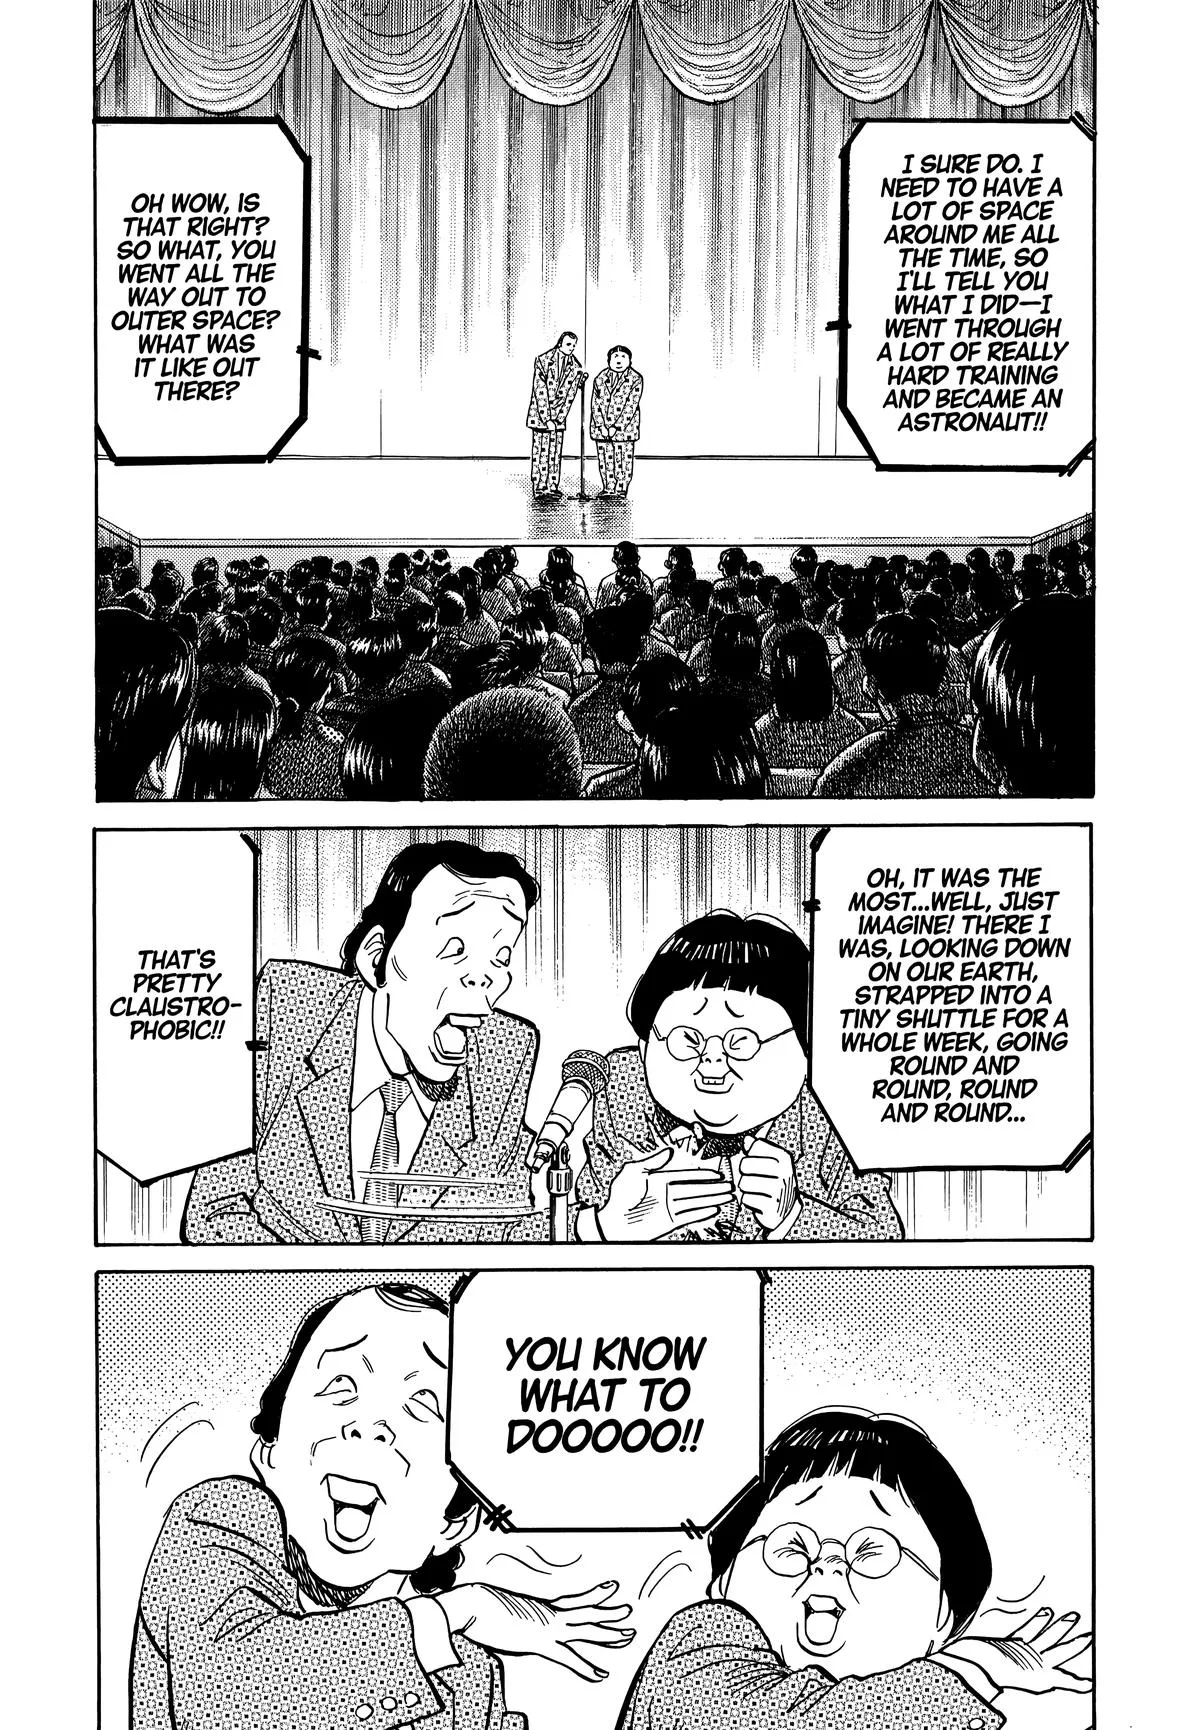 I SURE DO. I
NEED TO HAVE A
LOT OF SPACE
AROUND ME ALL
THE TIME, SO
I'LL TELL YOU
WHAT I DID—I
WENT THROUGH
A LOT OF REALLY
HARD TRAINING
AND BECAME AN
ASTRONAUT!!
OH WOW, IS
THAT RIGHT?
SO WHAT, YOU
WENT ALL THE
WAY OUT TO
OUTER SPACE?
WHAT WAS
IT LIKE OUT
THERE?
OH, IT WAS THE
MOST...WELL, JUST
IMAGINE! THERE I
WAS, LOOKING DOWN
ON OUR EARTH,
STRAPPED INTO A
TINY SHUTTLE FOR A
WHOLE WEEK, GOING
ROUND AND
ROUND, ROUND
AND ROUND...
THAT'S
PRETTY
CLAUSTRO-
PHOBIC!!
YOU KNOW
WHAT TO
DOOOOO!!